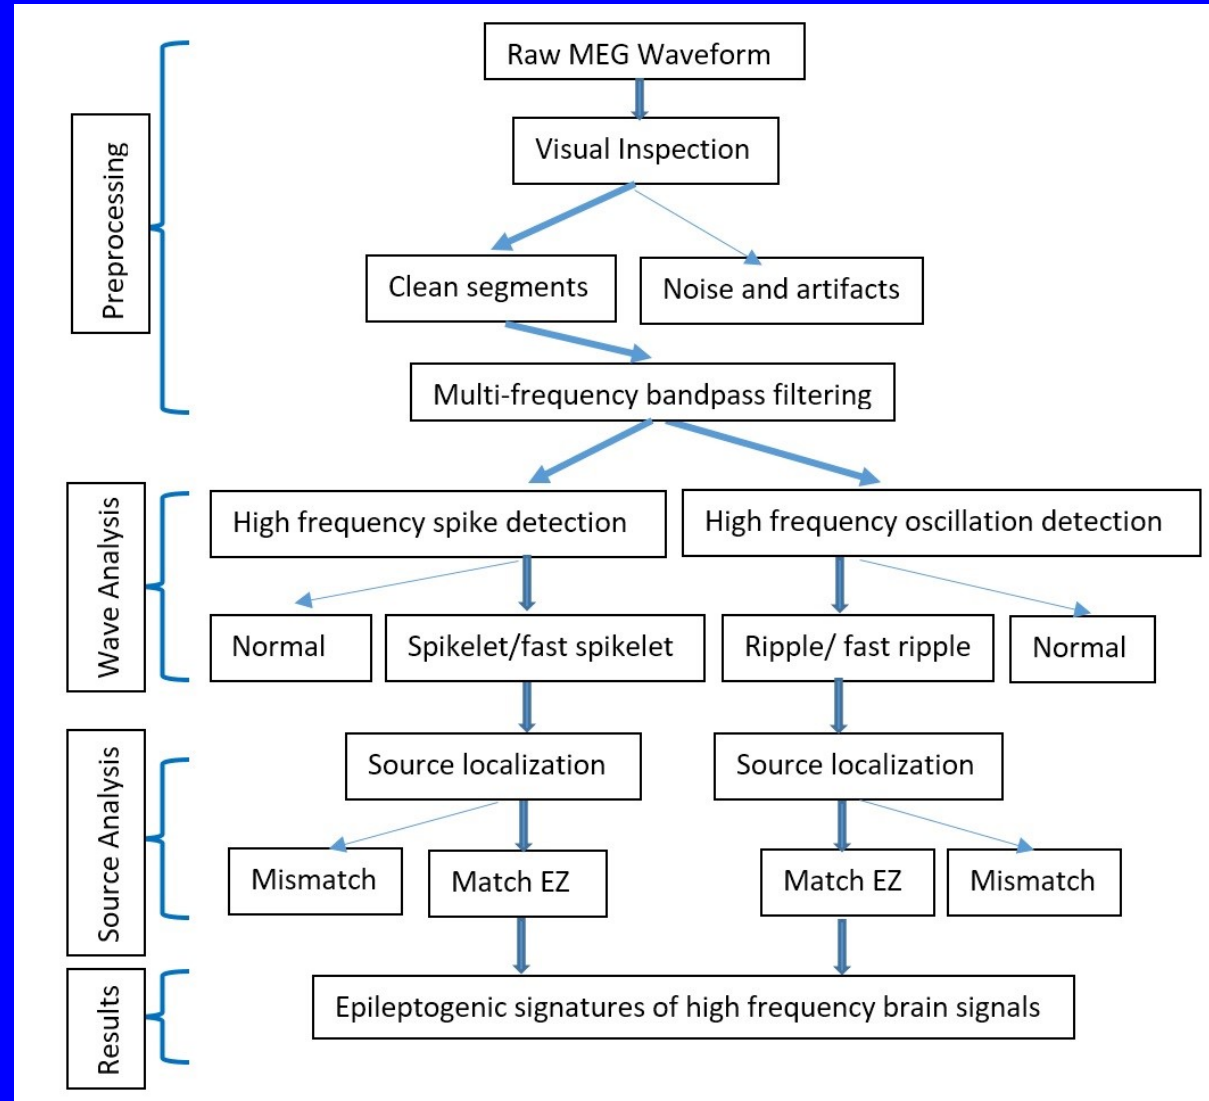 Preprocessing
Raw MEG Waveform
Visual Inspection
Clean segments
Noise and artifacts
Multi-frequency bandpass filtering
Wave Analysis
High frequency spike detection
High frequency oscillation detection
Normal
Spikelet/fast spikelet
Ripple/ fast ripple
Normal
Source Analysis
Source localization
Source localization
Mismatch
Match EZ
Match EZ
Mismatch
Results
Epileptogenic signatures of high frequency brain signals